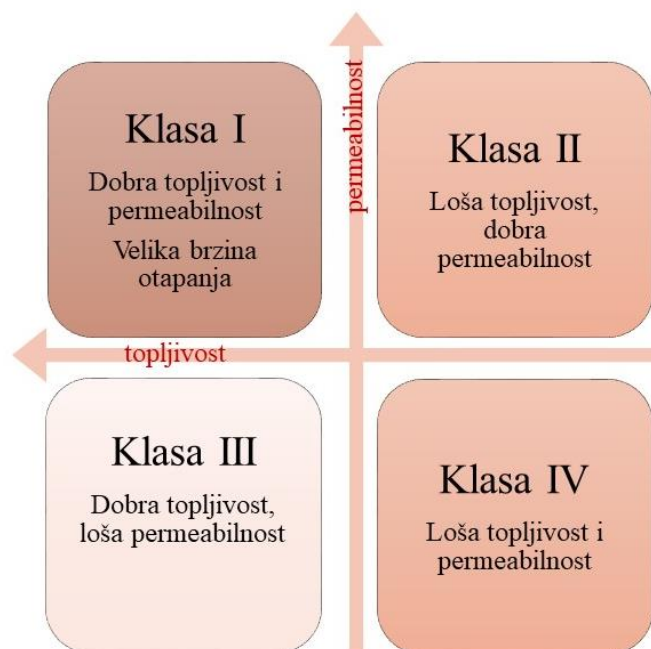 permeabilnost
Klasa I
Dobra topljivost i
permeabilnost
Velika brzina
otapanja
Klasa II
Loša topljivost,
dobra
permeabilnost
topljivost
Klasa III
Dobra topljivost,
loša permeabilnost
Klasa IV
Loša topljivost i
permeabilnost